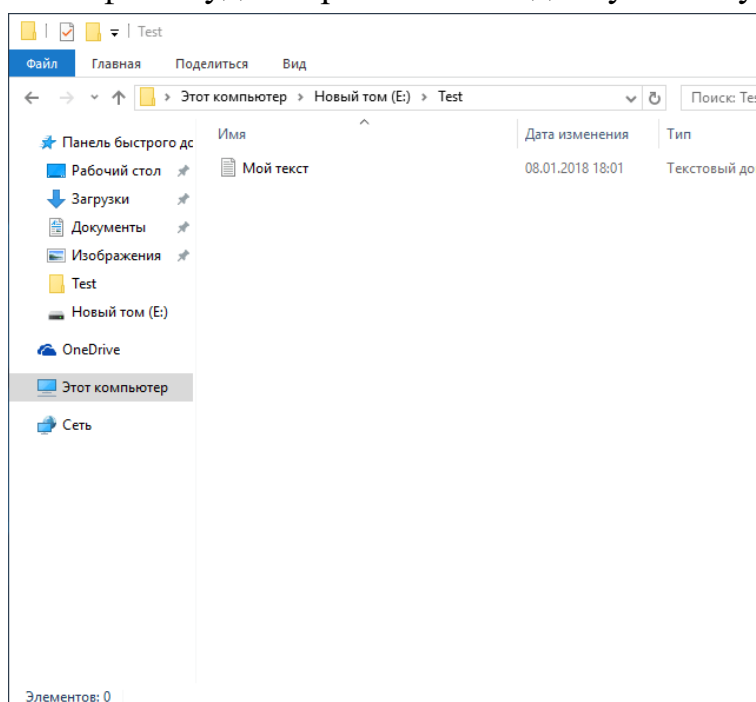 Test
Файл Главная Поделиться Вид
Этот компьютер > Новый том (E:) > Test Поиск: Tes
Имя Дата изменения Тип
Панель быстрого дс
Мой текст 08.01.2018 18:01 Текстовый до
Рабочий стол
Загрузки
Документы
Изображения
Test
Новый том (E:)
OneDrive
Этот компьютер
Сеть
Элементов: 0